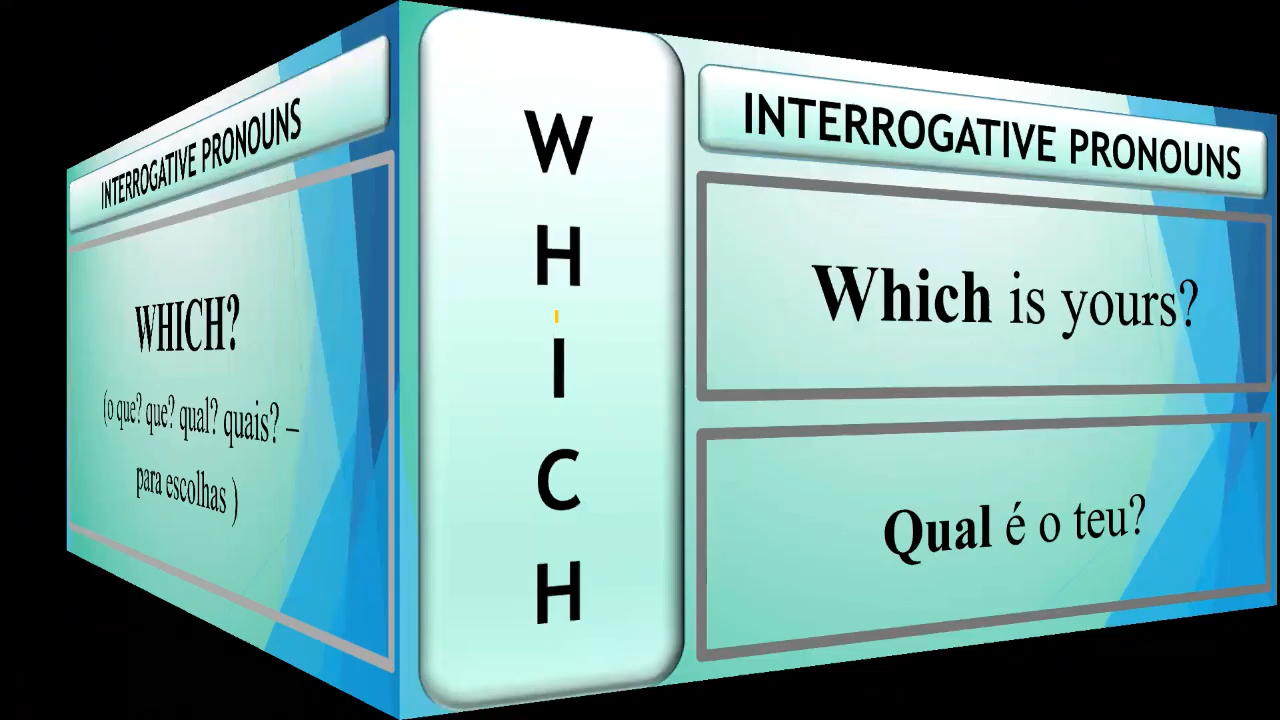 INTERROGATIVE PRONOUNS
WHICH?
(o que? que? qual? quais? –
para escolhas )
W
H
I
C
H
INTERROGATIVE PRONOUNS
Which is yours?
Qual é o teu?